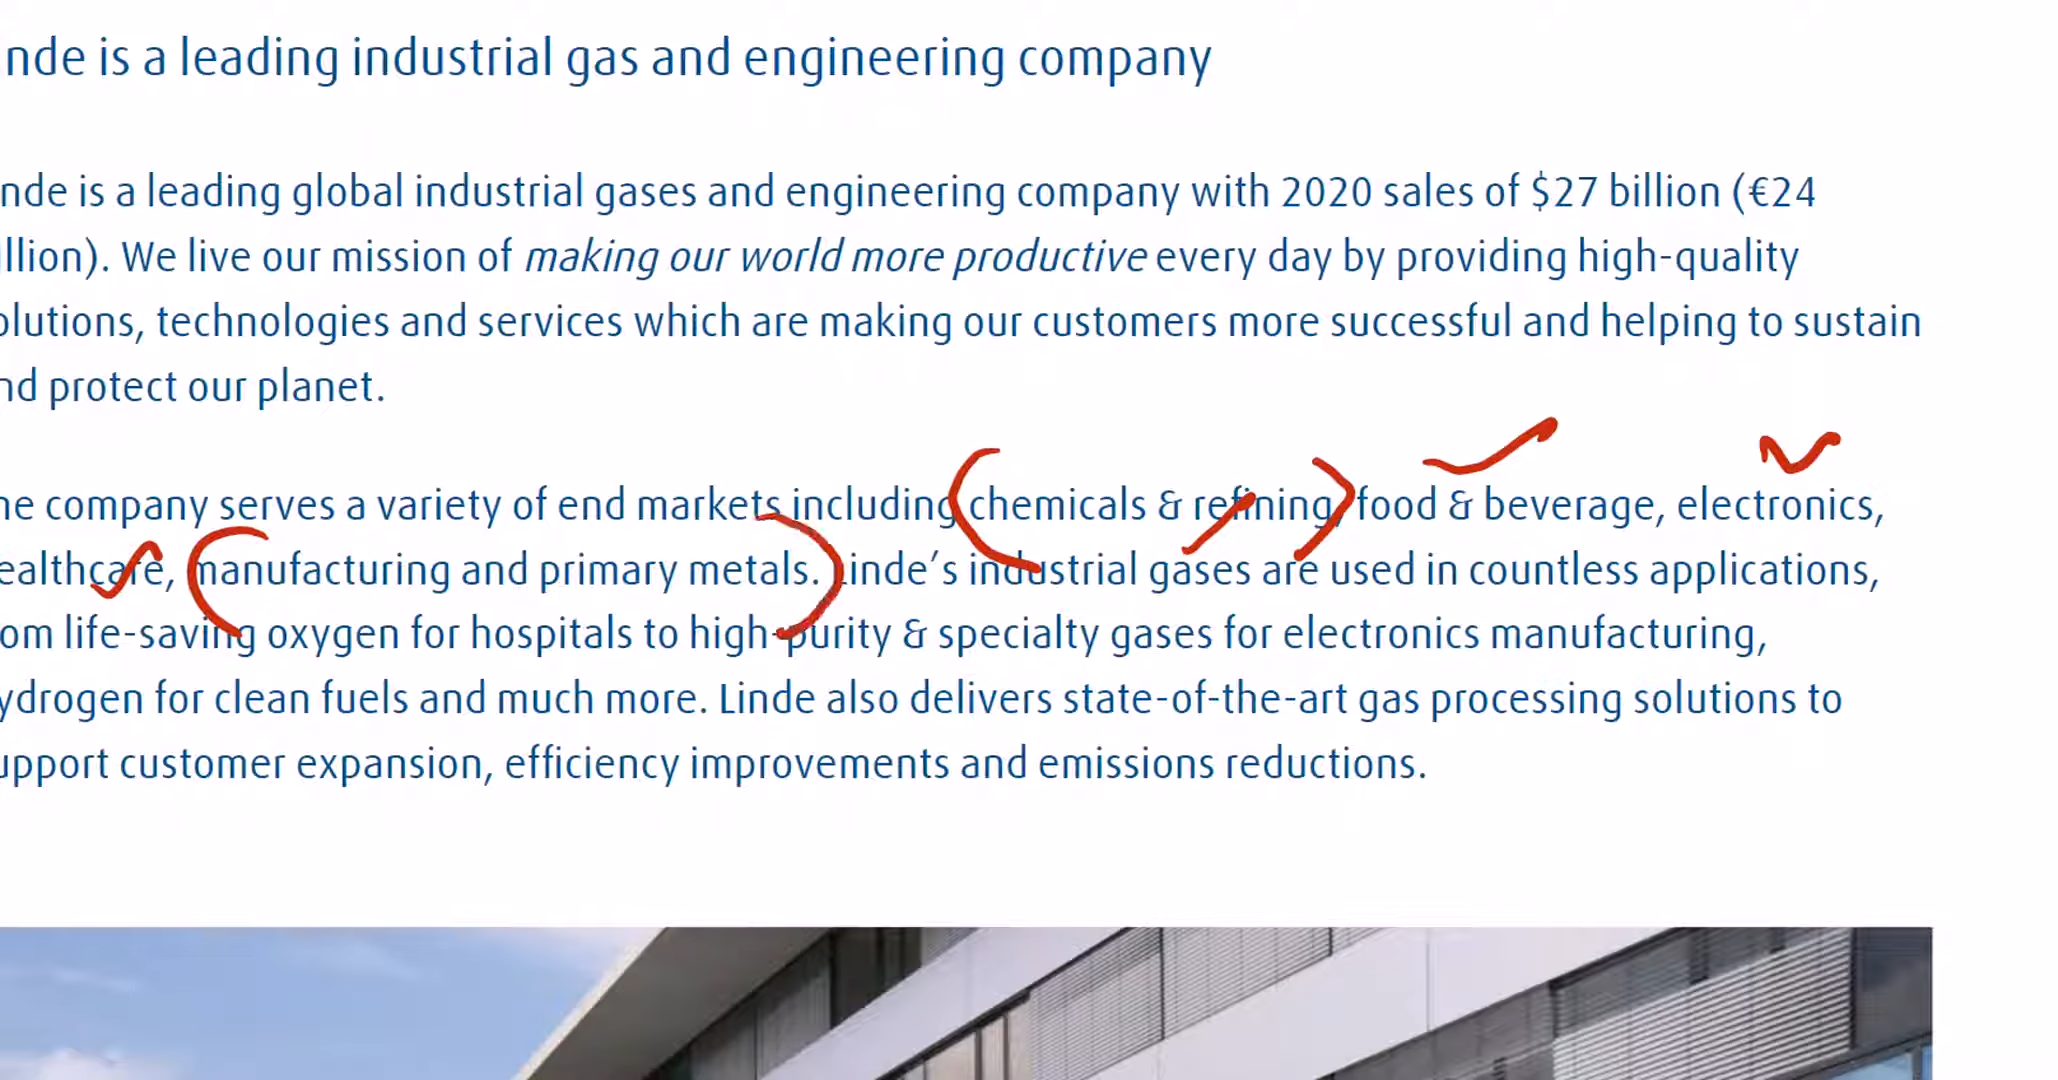 nde is a leading industrial gas and engineering company
nde is a leading global industrial gases and engineering company with 2020 sales of $27 billion (€24
llion). We live our mission of making our world more productive every day by providing high-quality
olutions, technologies and services which are making our customers more successful and helping to sustain
nd protect our planet.
he company serves a variety of end markets including chemicals & refining, food & beverage, electronics,
ealthcare, manufacturing and primary metals. Linde’s industrial gases are used in countless applications,
om life-saving oxygen for hospitals to high-purity & specialty gases for electronics manufacturing,
ydrogen for clean fuels and much more. Linde also delivers state-of-the-art gas processing solutions to
upport customer expansion, efficiency improvements and emissions reductions.